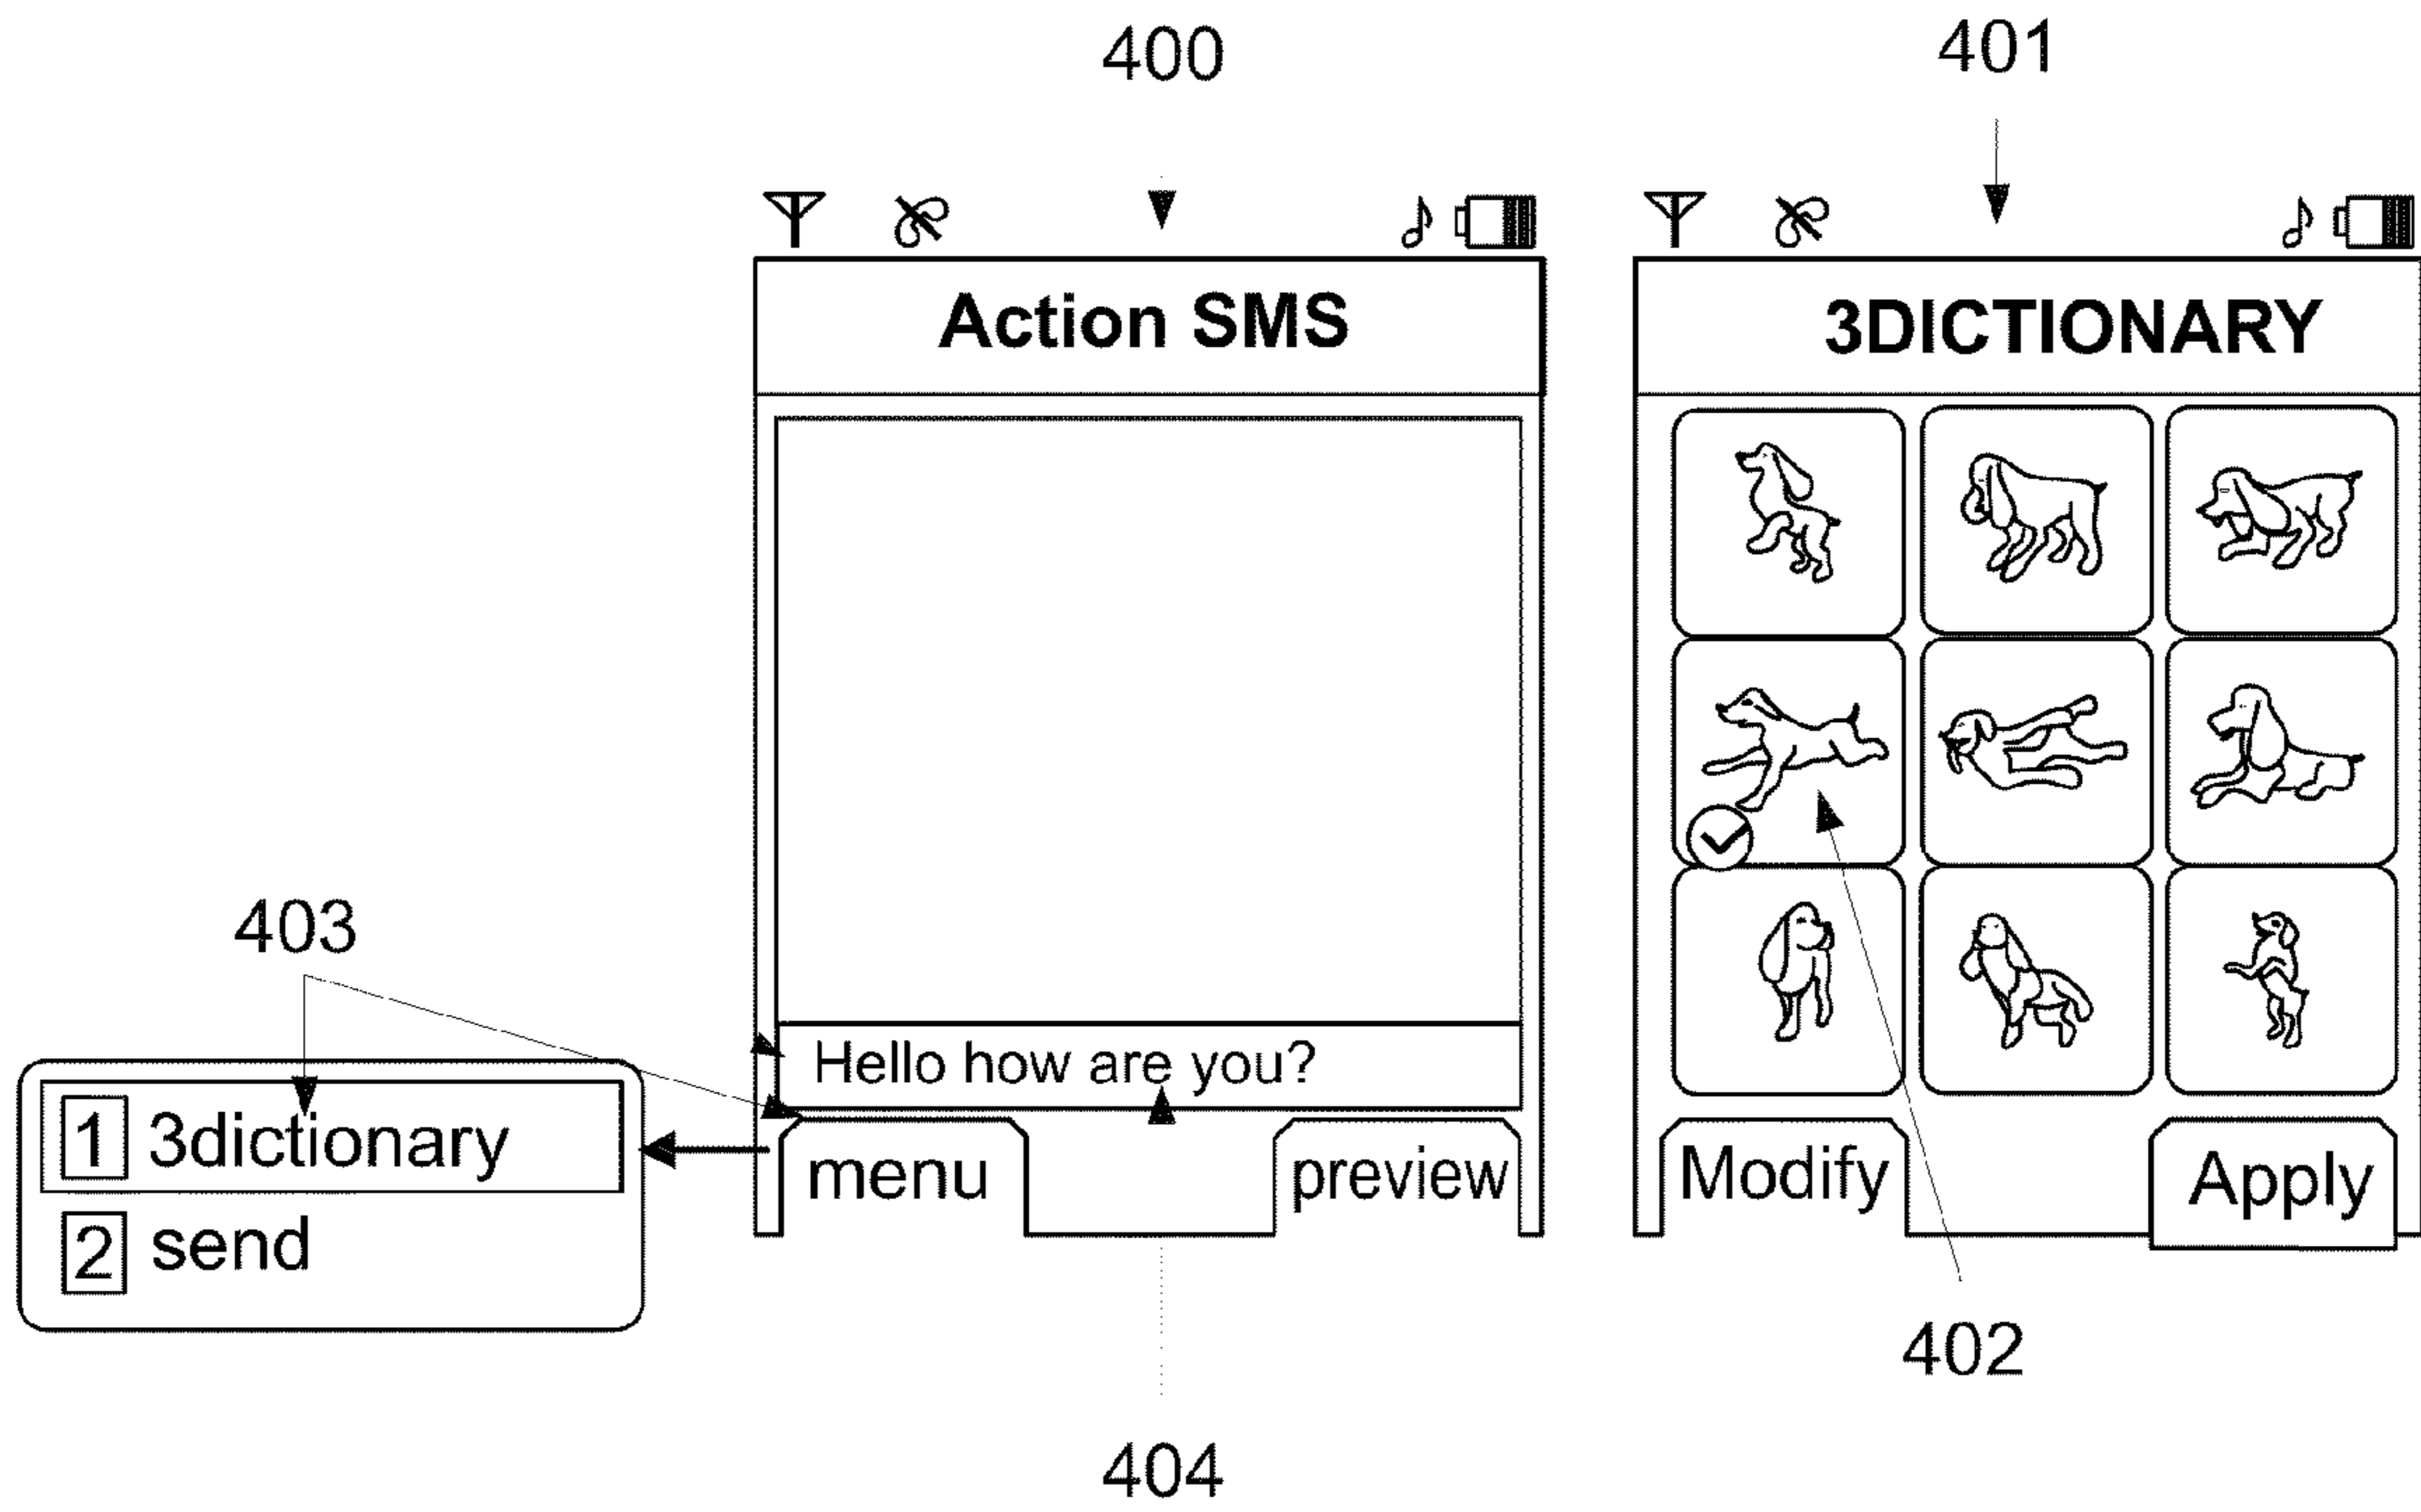 400
401
Action SMS
3DICTIONARY
403
Hello how are you?
1 3dictionary
2 send
menu
preview
Modify
Apply
402
404